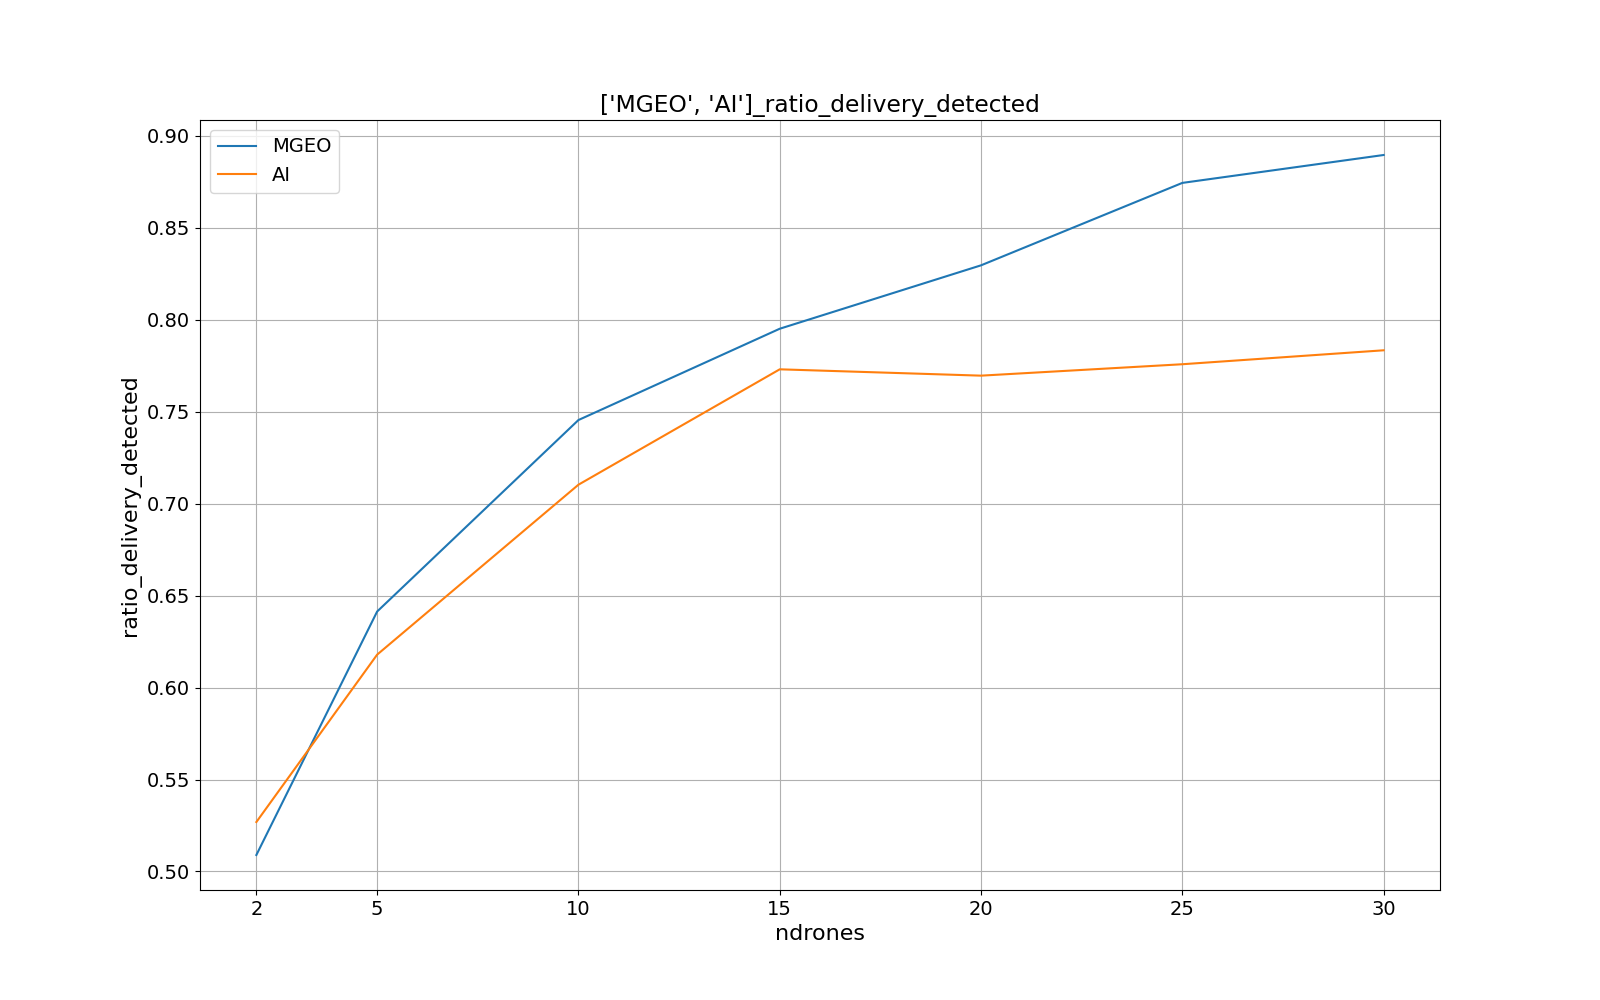 ['MGEO', 'AI']_ratio_delivery_detected
MGEO
AI
0.90
0.85
0.80
0.75
0.70
0.65
0.60
0.55
0.50
ratio_delivery_detected
2 5 10 15 20 25 30
ndrones